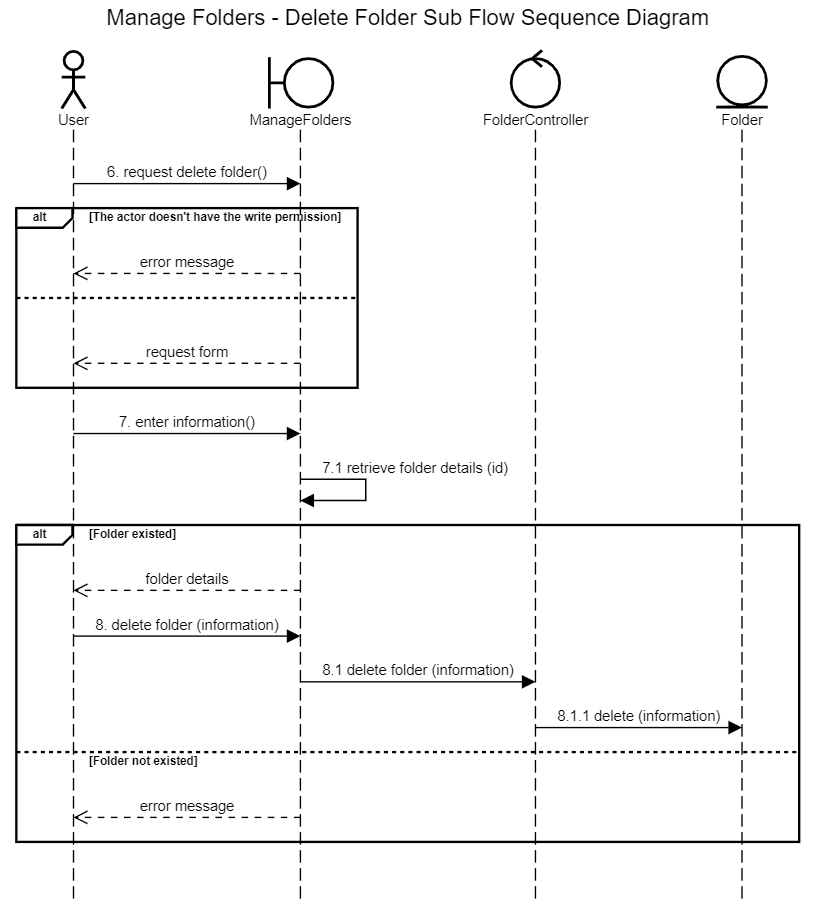 Manage Folders - Delete Folder Sub Flow Sequence Diagram
User
ManageFolders
FolderController
Folder
6. request delete folder()
alt
[The actor doesn't have the write permission]
error message
request form
7. enter information()
7.1 retrieve folder details (id)
alt
[Folder existed]
folder details
8. delete folder (information)
8.1 delete folder (information)
8.1.1 delete (information)
[Folder not existed]
error message